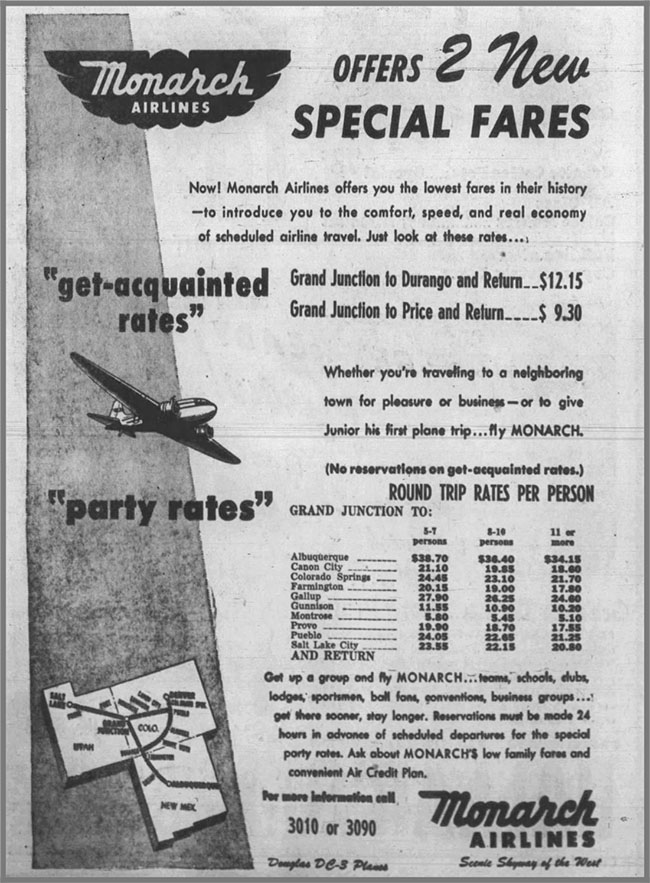 Monarch
AIRLINES
OFFERS 2 New
SPECIAL FARES
Now! Monarch Airlines offers you the lowest fares in their history
—to introduce you to the comfort, speed, and real economy
of scheduled airline travel. Just look at these rates...
"get-acquainted
rates"
Grand Junction to Durango and Return__$12.15
Grand Junction to Price and Return____$ 9.30
Whether you're traveling to a neighboring
town for pleasure or business—or to give
Junior his first plane trip...fly MONARCH.
(No reservations on get-acquainted rates.)
"party rates"
ROUND TRIP RATES PER PERSON
GRAND JUNCTION TO:
5-7 persons 8-10 persons 11 or more
Albuquerque $38.70 $36.40 $34.15
Canon City 21.10 19.85 18.60
Colorado Springs 24.45 23.10 21.70
Farmington 20.15 19.00 17.80
Gallup 27.90 26.25 24.60
Gunnison 11.55 10.90 10.20
Montrose 5.80 5.45 5.10
Provo 19.90 18.70 17.55
Pueblo 24.05 22.65 21.25
Salt Lake City 23.55 22.15 20.80
AND RETURN
Get up a group and fly MONARCH...teams, schools, clubs,
lodges, sportsmen, ball fans, conventions, business groups...
get there sooner, stay longer. Reservations must be made 24
hours in advance of scheduled departures for the special
party rates. Ask about MONARCH'S low family fares and
convenient Air Credit Plan.
SALT
LAKE
DENVER
GRAND
JUNCTION
COLO.
UTAH
ALBUQUERQUE
NEW MEX.
For more information call
3010 or 3090
Monarch
AIRLINES
Douglas DC-3 Planes
Scenic Skyway of the West